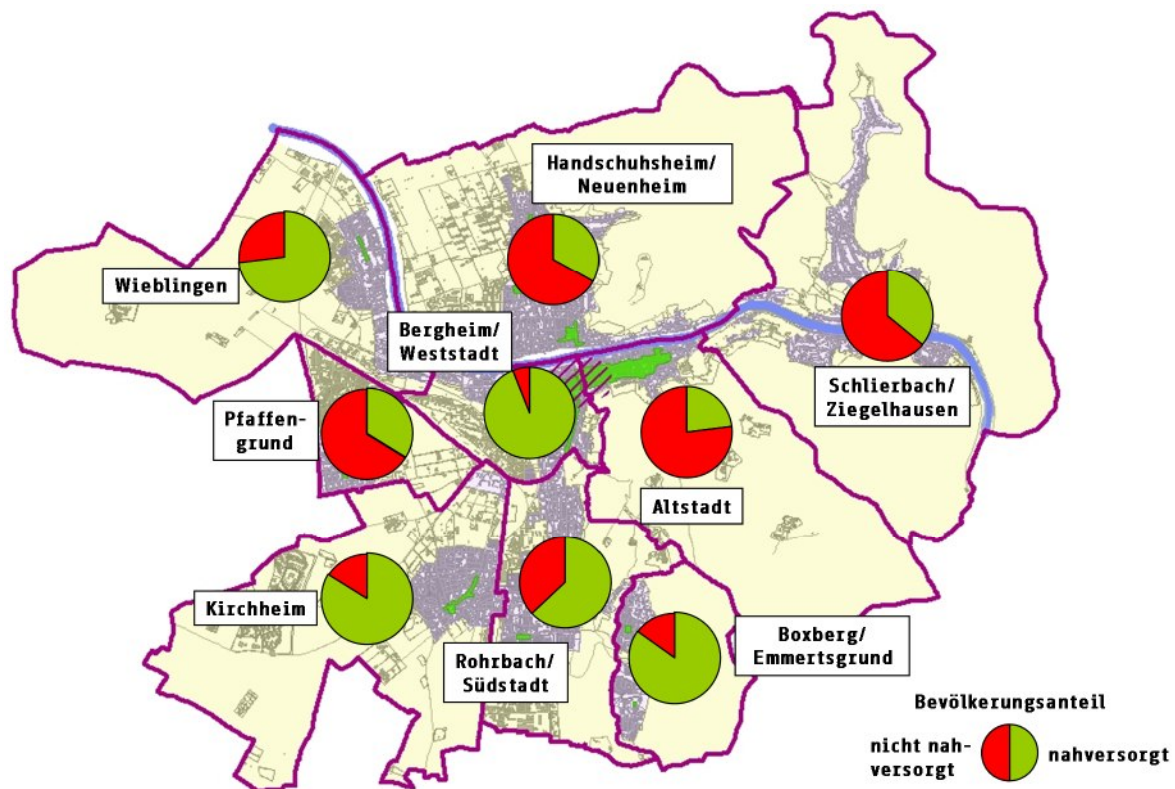 Handschuhsheim/
Neuenheim
Wieblingen
Bergheim/
Weststadt
Schlierbach/
Ziegelhausen
Pfaffen-
grund
Altstadt
Kirchheim
Rohrbach/
Südstadt
Boxberg/
Emmertsgrund
Bevölkerungsanteil
nicht nah-
versorgt
nahversorgt